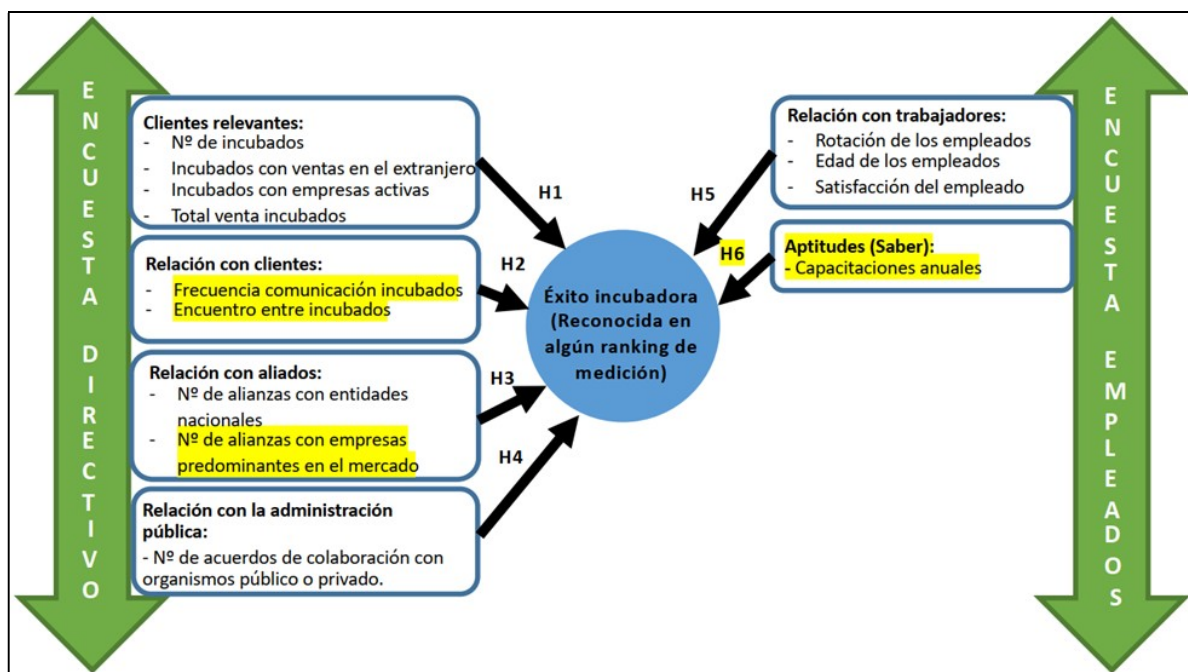 ENCUESTA DIRECTIVO
Clientes relevantes:
- Nº de incubados
- Incubados con ventas en el extranjero
- Incubados con empresas activas
- Total venta incubados
H1
Relación con clientes:
- Frecuencia comunicación incubados
- Encuentro entre incubados
H2
Relación con aliados:
- Nº de alianzas con entidades
nacionales
- Nº de alianzas con empresas
predominantes en el mercado
H3
Relación con la administración
pública:
- Nº de acuerdos de colaboración con
organismos público o privado.
H4
Éxito incubadora
(Reconocida en
algún ranking de
medición)
Relación con trabajadores:
- Rotación de los empleados
- Edad de los empleados
- Satisfacción del empleado
H5
Aptitudes (Saber):
- Capacitaciones anuales
H6
ENCUESTA EMPLEADOS